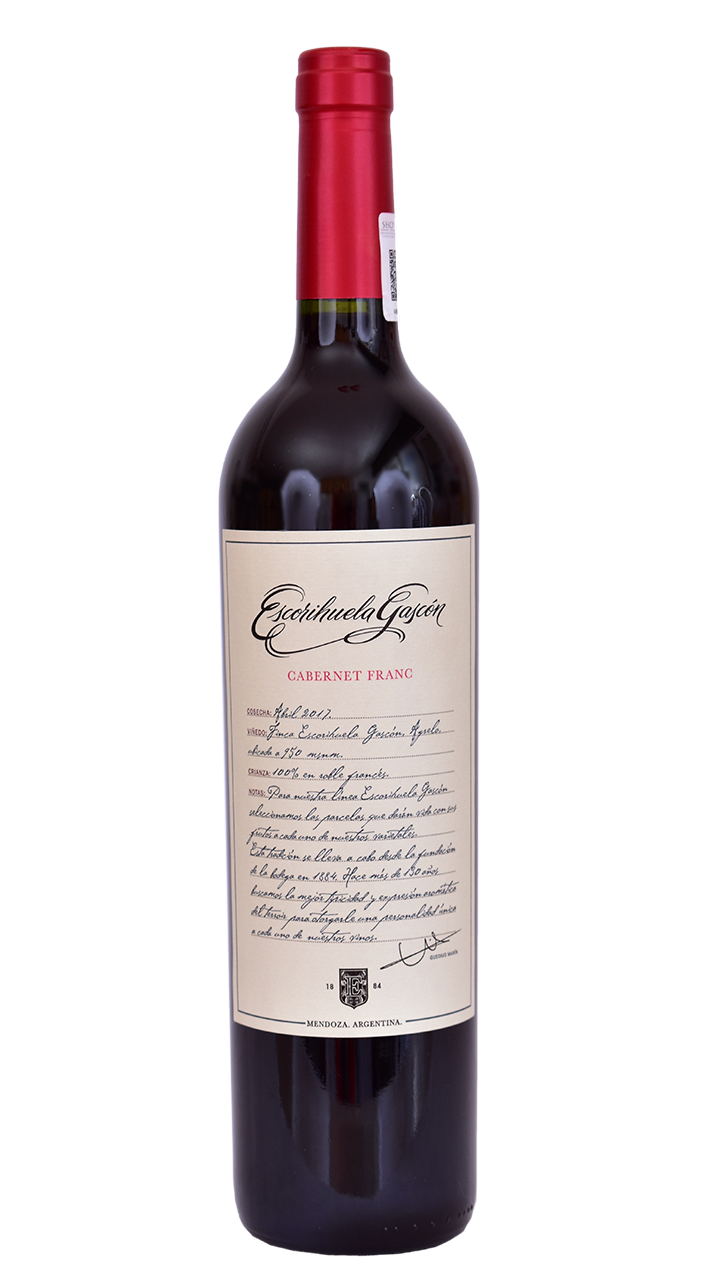 SHO
Escorihuela Gascón
CABERNET FRANC
COSECHA: Abril 2017.
VIÑEDO: Finca Escorihuela Gascón, Agrelo,
ubicada a 950 msnm.
CRIANZA: 100% en roble francés.
NOTAS: Para nuestra línea Escorihuela Gascón
seleccionamos las parcelas que darán vida con sus
frutos a cada uno de nuestros varietales.
Esta tradición se lleva a cabo desde la fundación
de la bodega en 1884. Hace más de 130 años
buscamos la mejor tipicidad y expresión aromática
del terroir para otorgarle una personalidad única
a cada uno de nuestros vinos.
GUSTAVO MARÍN
18 E 84
MENDOZA. ARGENTINA.